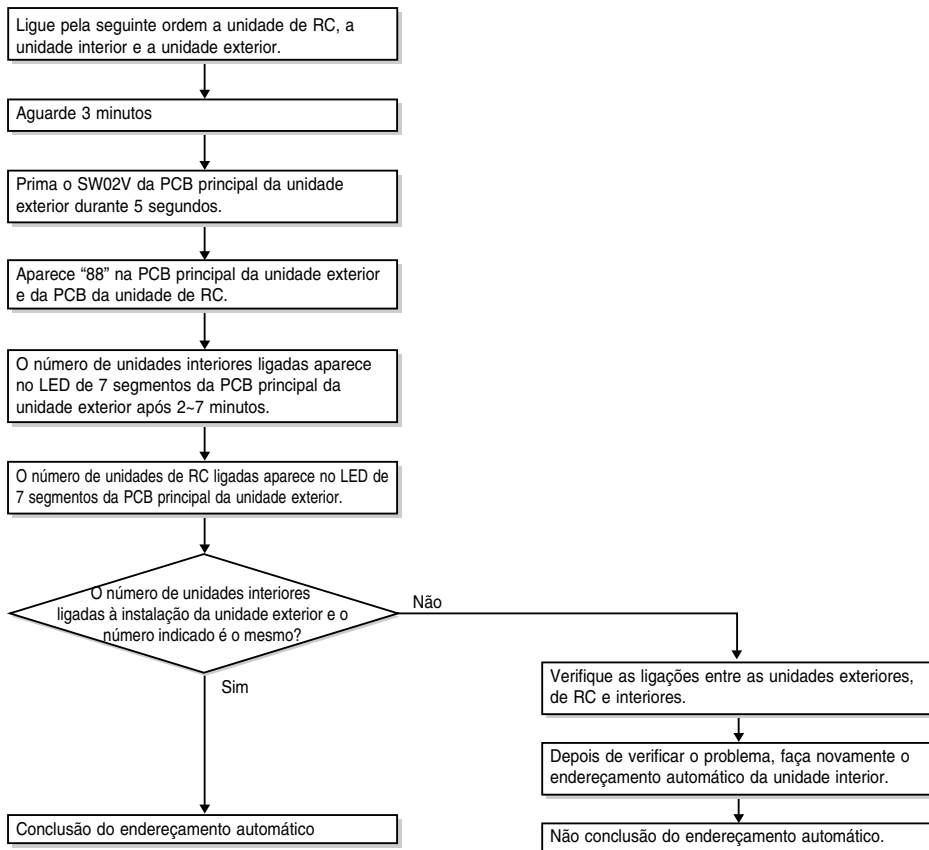 Ligue pela seguinte ordem a unidade de RC, a
unidade interior e a unidade exterior.
Aguarde 3 minutos
Prima o SW02V da PCB principal da unidade
exterior durante 5 segundos.
Aparece “88” na PCB principal da unidade exterior
e da PCB da unidade de RC.
O número de unidades interiores ligadas aparece
no LED de 7 segmentos da PCB principal da
unidade exterior após 2~7 minutos.
O número de unidades de RC ligadas aparece no LED de
7 segmentos da PCB principal da unidade exterior.
O número de unidades interiores
ligadas à instalação da unidade exterior e o
número indicado é o mesmo?
Não
Sim
Verifique as ligações entre as unidades exteriores,
de RC e interiores.
Depois de verificar o problema, faça novamente o
endereçamento automático da unidade interior.
Conclusão do endereçamento automático
Não conclusão do endereçamento automático.